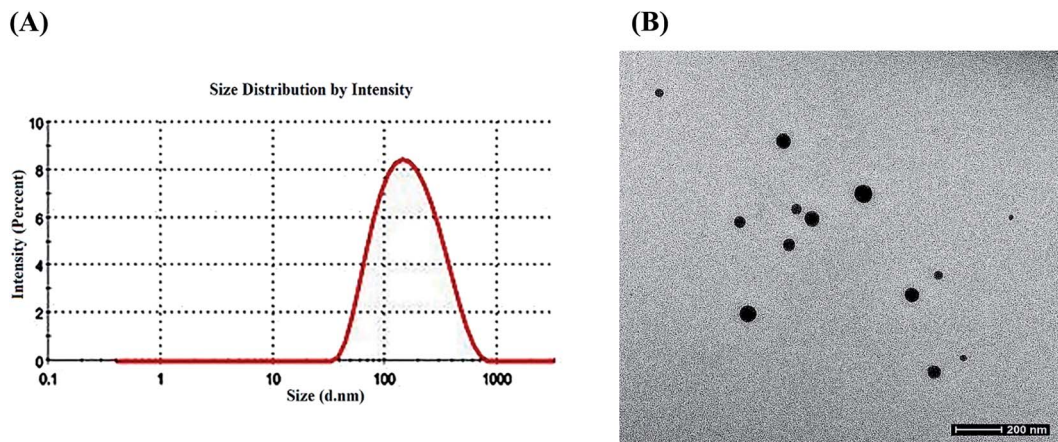 (A)
(B)
Size Distribution by Intensity
Intensity (Percent)
10
8
6
4
2
0
0.1
1
10
100
1000
Size (d.nm)
200 nm